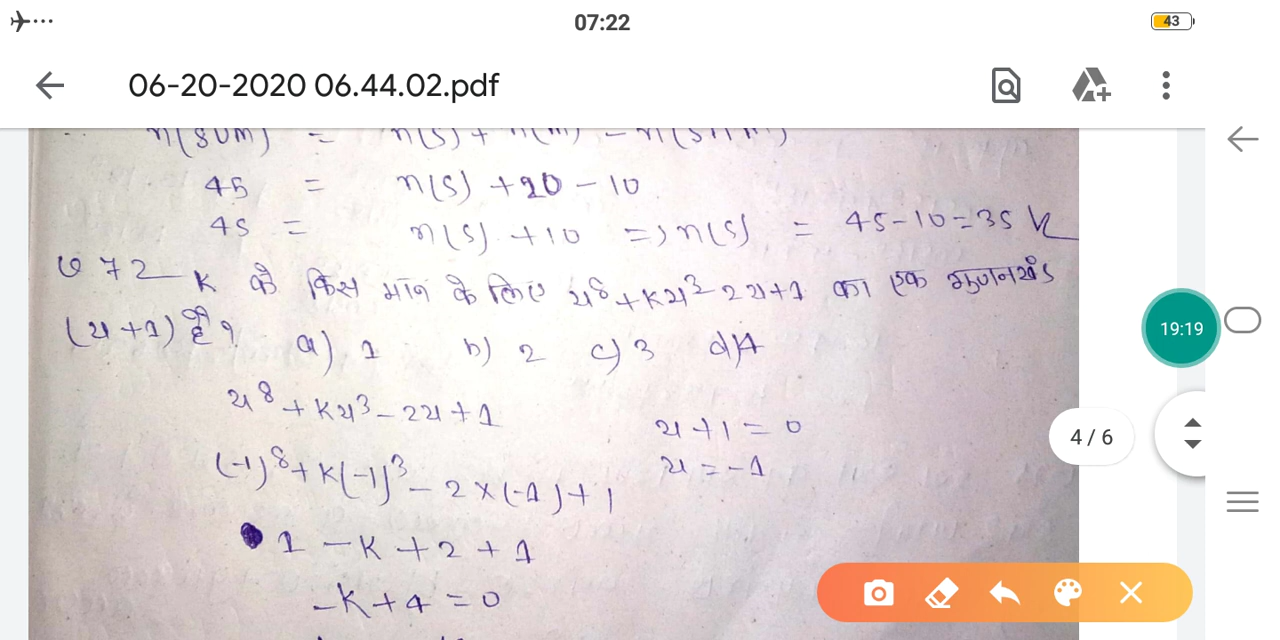 07:22
43
06-20-2020 06.44.02.pdf
n(SUM) = n(S) + n(M) - n(S∩M)
45 = n(S) + 20 - 10
45 = n(S) + 10 => n(S) = 45-10=35
72 K के किस मान के लिए x⁸+Kx³-2x+1 का एक गुणनखंड
(x+1) है?
a) 1 b) 2 c) 3 d) 4
x⁸ + Kx³ - 2x + 1
x + 1 = 0
(-1)⁸ + K(-1)³ - 2 × (-1) + 1
x = -1
1 - K + 2 + 1
-K + 4 = 0
19:19
4 / 6